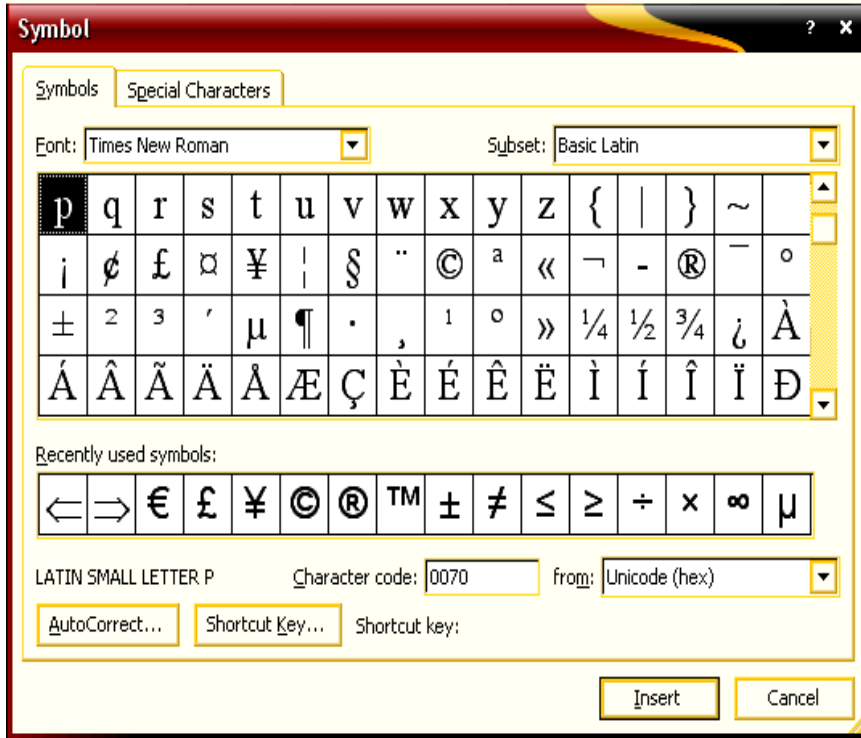 Symbol ? x
Symbols Special Characters
Font: Times New Roman Subset: Basic Latin
p q r s t u v w x y z { | } ~
¡ ¢ £ ¤ ¥ ¦ § ¨ © ª « ¬ - ® ¯ °
± ² ³ ´ µ ¶ · ¸ ¹ º » ¼ ½ ¾ ¿ À
Á Â Ã Ä Å Æ Ç È É Ê Ë Ì Í Î Ï Đ
Recently used symbols:
⇐ ⇒ € £ ¥ © ® ™ ± ≠ ≤ ≥ ÷ × ∞ µ
LATIN SMALL LETTER P Character code: 0070 from: Unicode (hex)
AutoCorrect... Shortcut Key... Shortcut key:
Insert Cancel